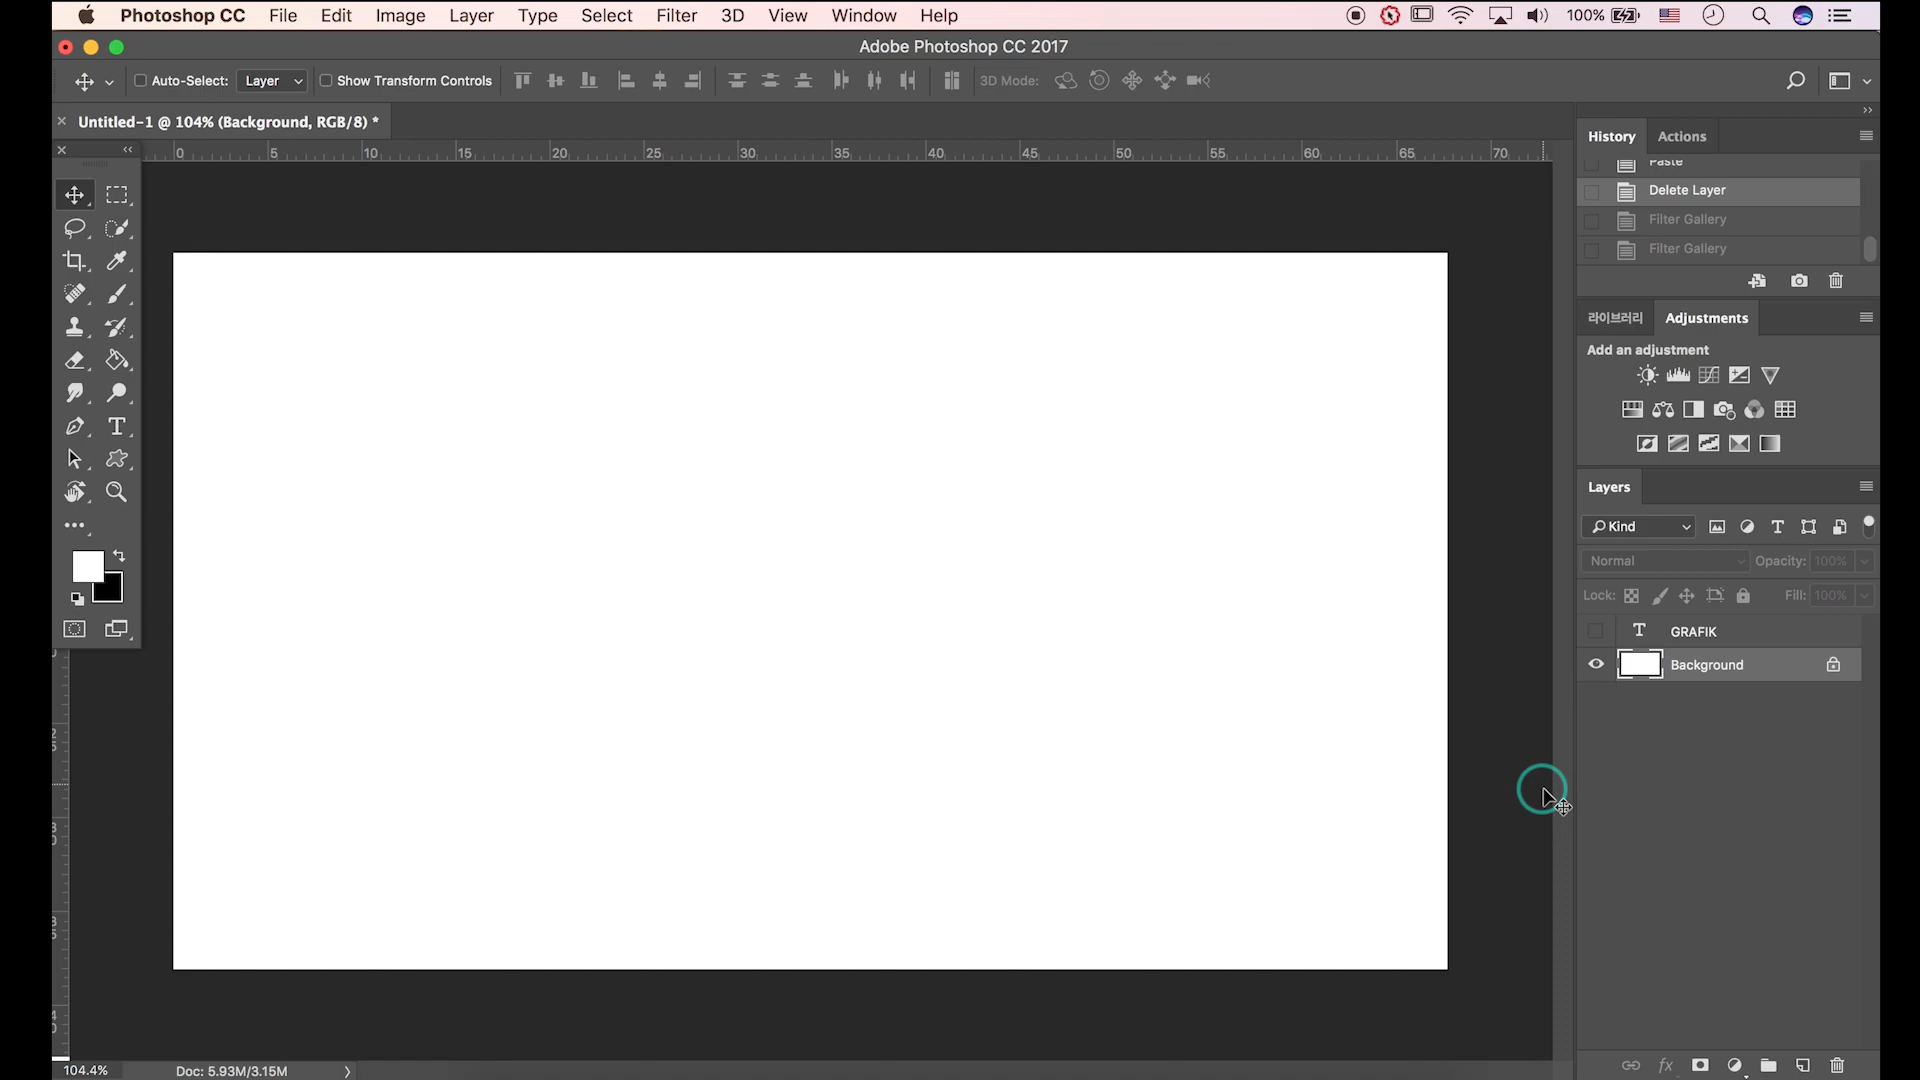 Photoshop CC File Edit Image Layer Type Select Filter 3D View Window Help 100%
Adobe Photoshop CC 2017
Auto-Select: Layer Show Transform Controls 3D Mode:
Untitled-1 @ 104% (Background, RGB/8) *
0 5 10 15 20 25 30 35 40 45 50 55 60 65 70
History Actions
Paste
Delete Layer
Filter Gallery
Filter Gallery
라이브러리 Adjustments
Add an adjustment
Layers
Kind
Normal Opacity: 100%
Lock: Fill: 100%
T GRAFIK
Background
fx
104.4% Doc: 5.93M/3.15M